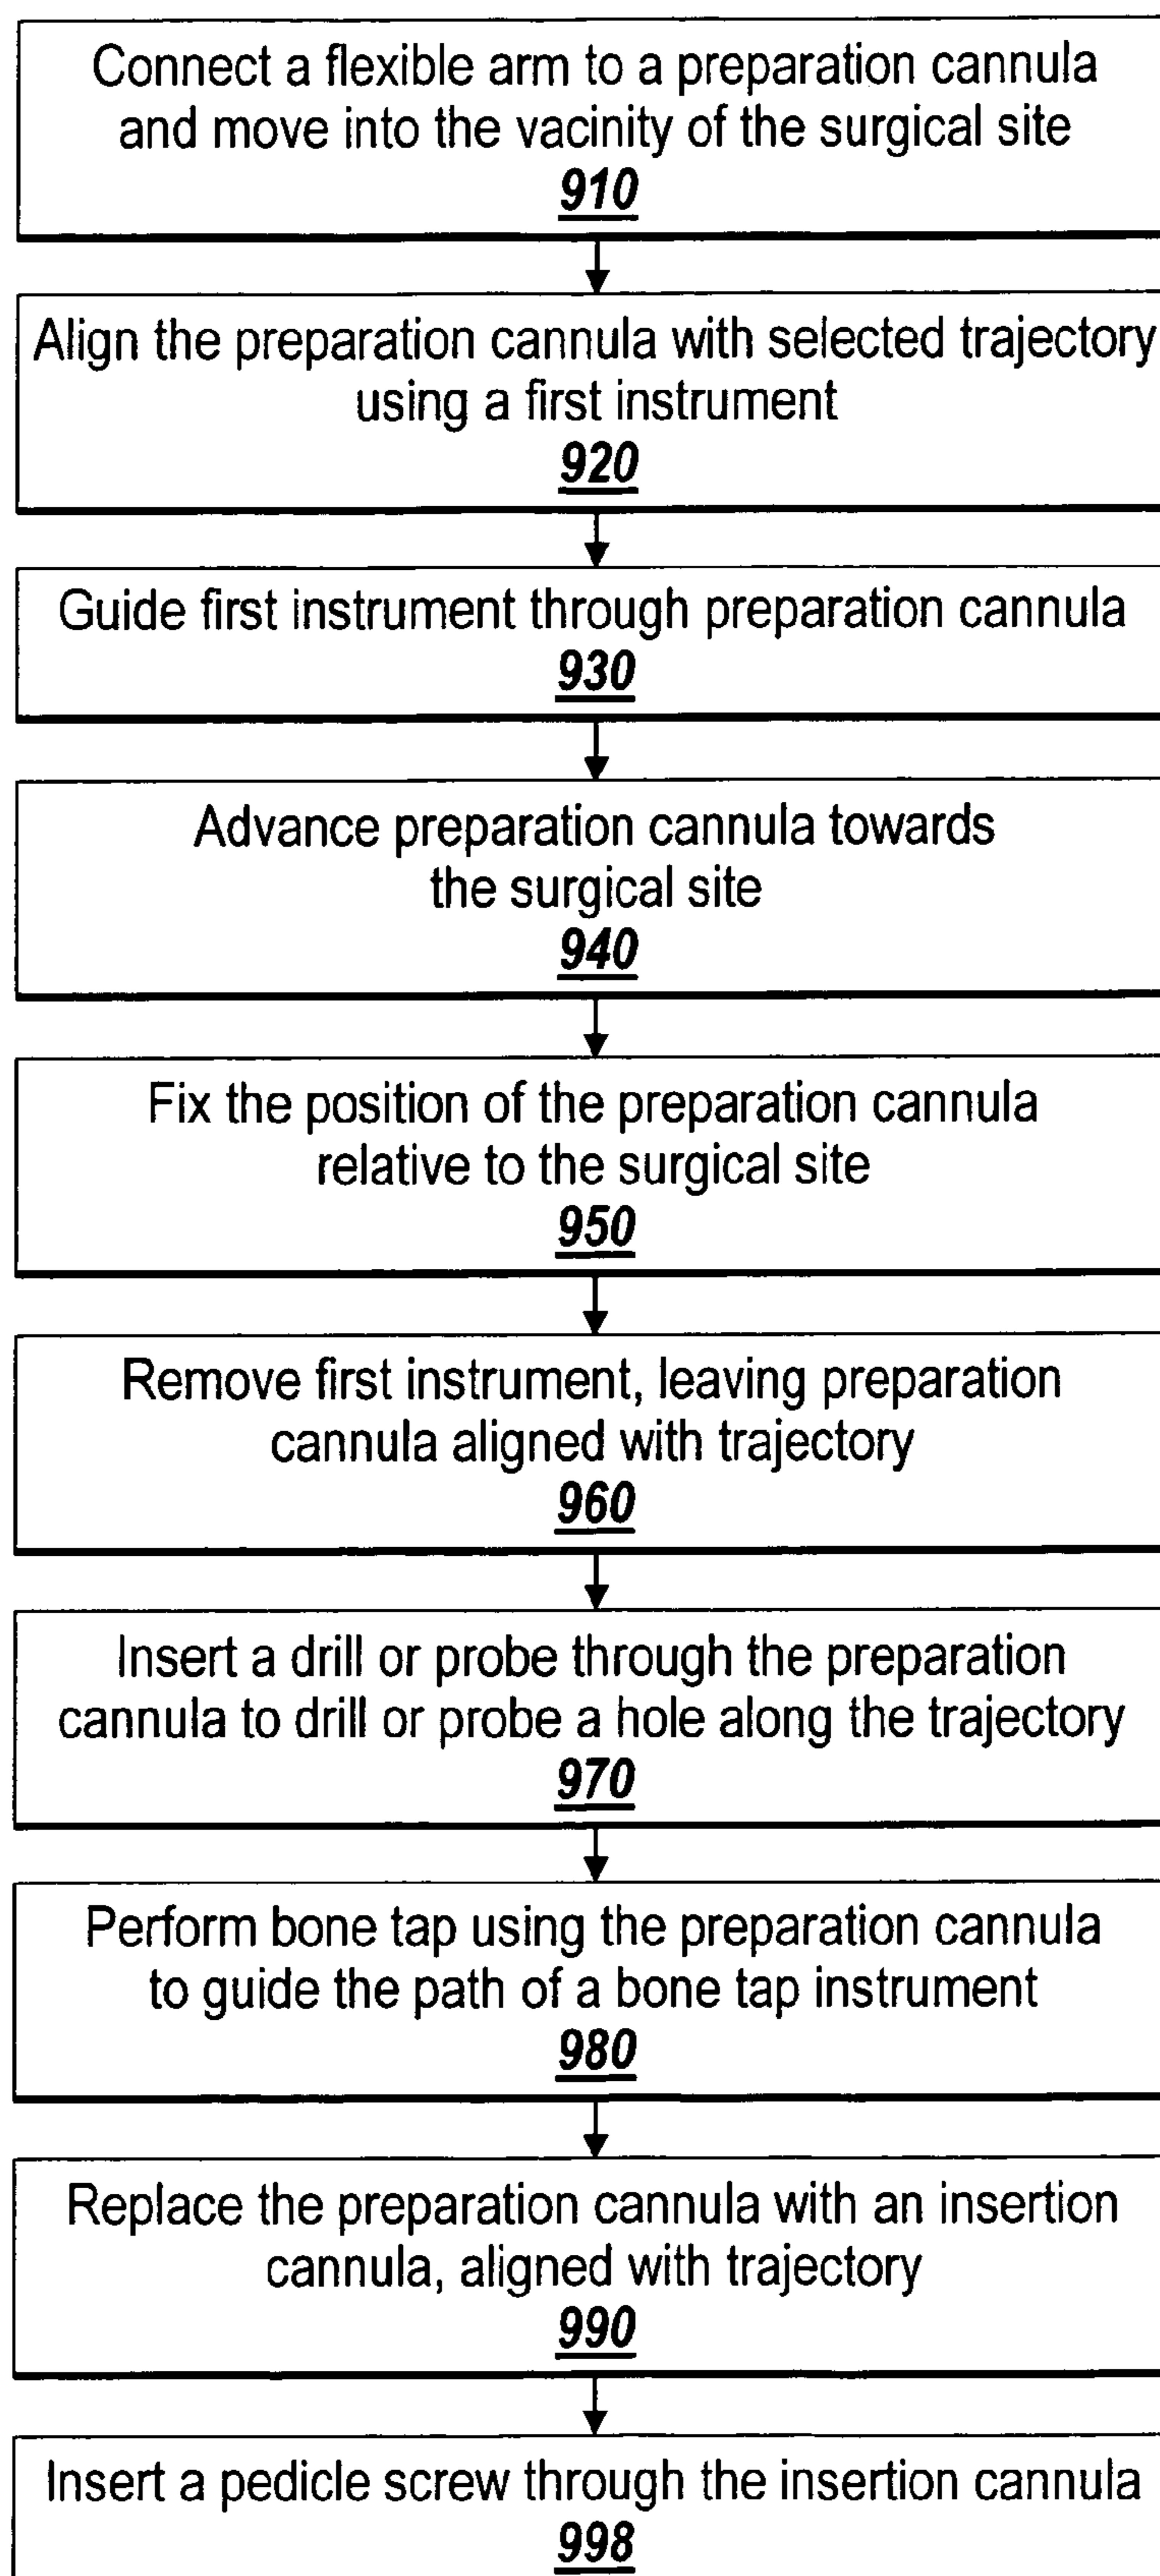 Connect a flexible arm to a preparation cannula
and move into the vacinity of the surgical site
910
Align the preparation cannula with selected trajectory
using a first instrument
920
Guide first instrument through preparation cannula
930
Advance preparation cannula towards
the surgical site
940
Fix the position of the preparation cannula
relative to the surgical site
950
Remove first instrument, leaving preparation
cannula aligned with trajectory
960
Insert a drill or probe through the preparation
cannula to drill or probe a hole along the trajectory
970
Perform bone tap using the preparation cannula
to guide the path of a bone tap instrument
980
Replace the preparation cannula with an insertion
cannula, aligned with trajectory
990
Insert a pedicle screw through the insertion cannula
998